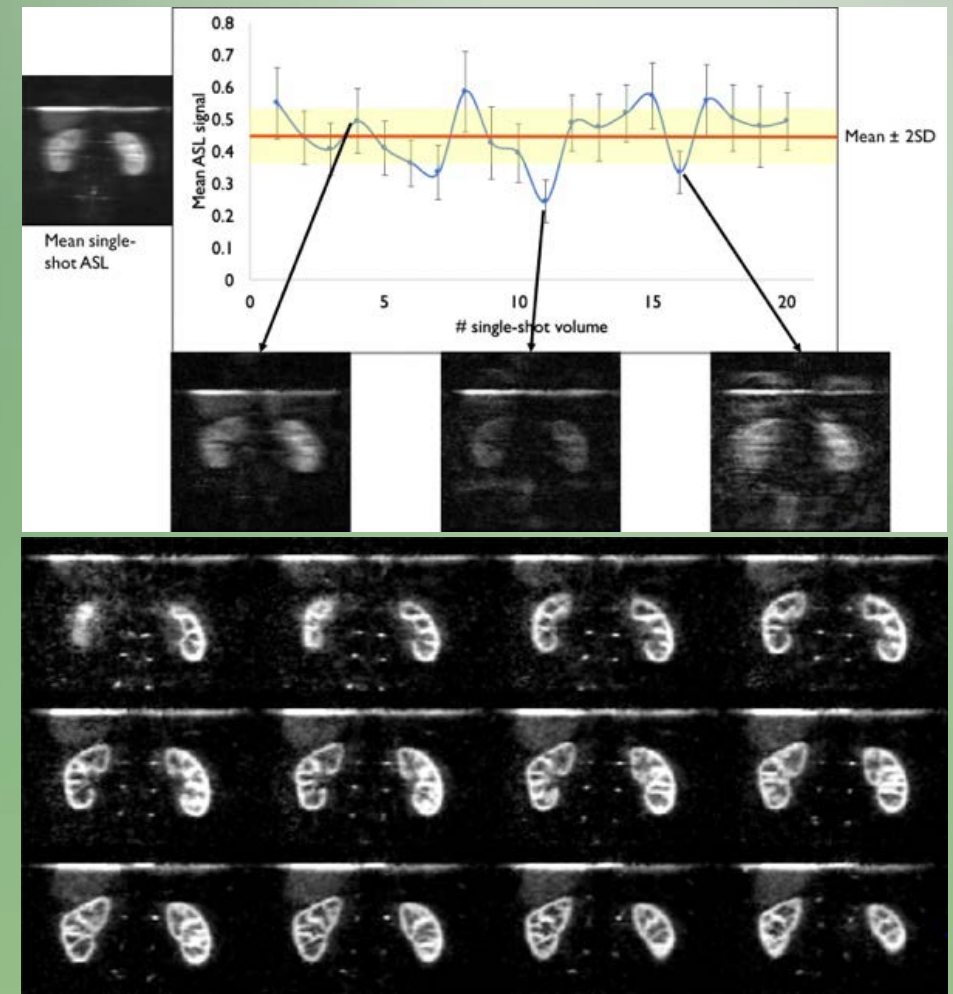 0.8
0.7
0.6
0.5
0.4
0.3
0.2
0.1
0
Mean ASL signal
Mean ± 2SD
Mean single-
shot ASL
0 5 10 15 20
# single-shot volume